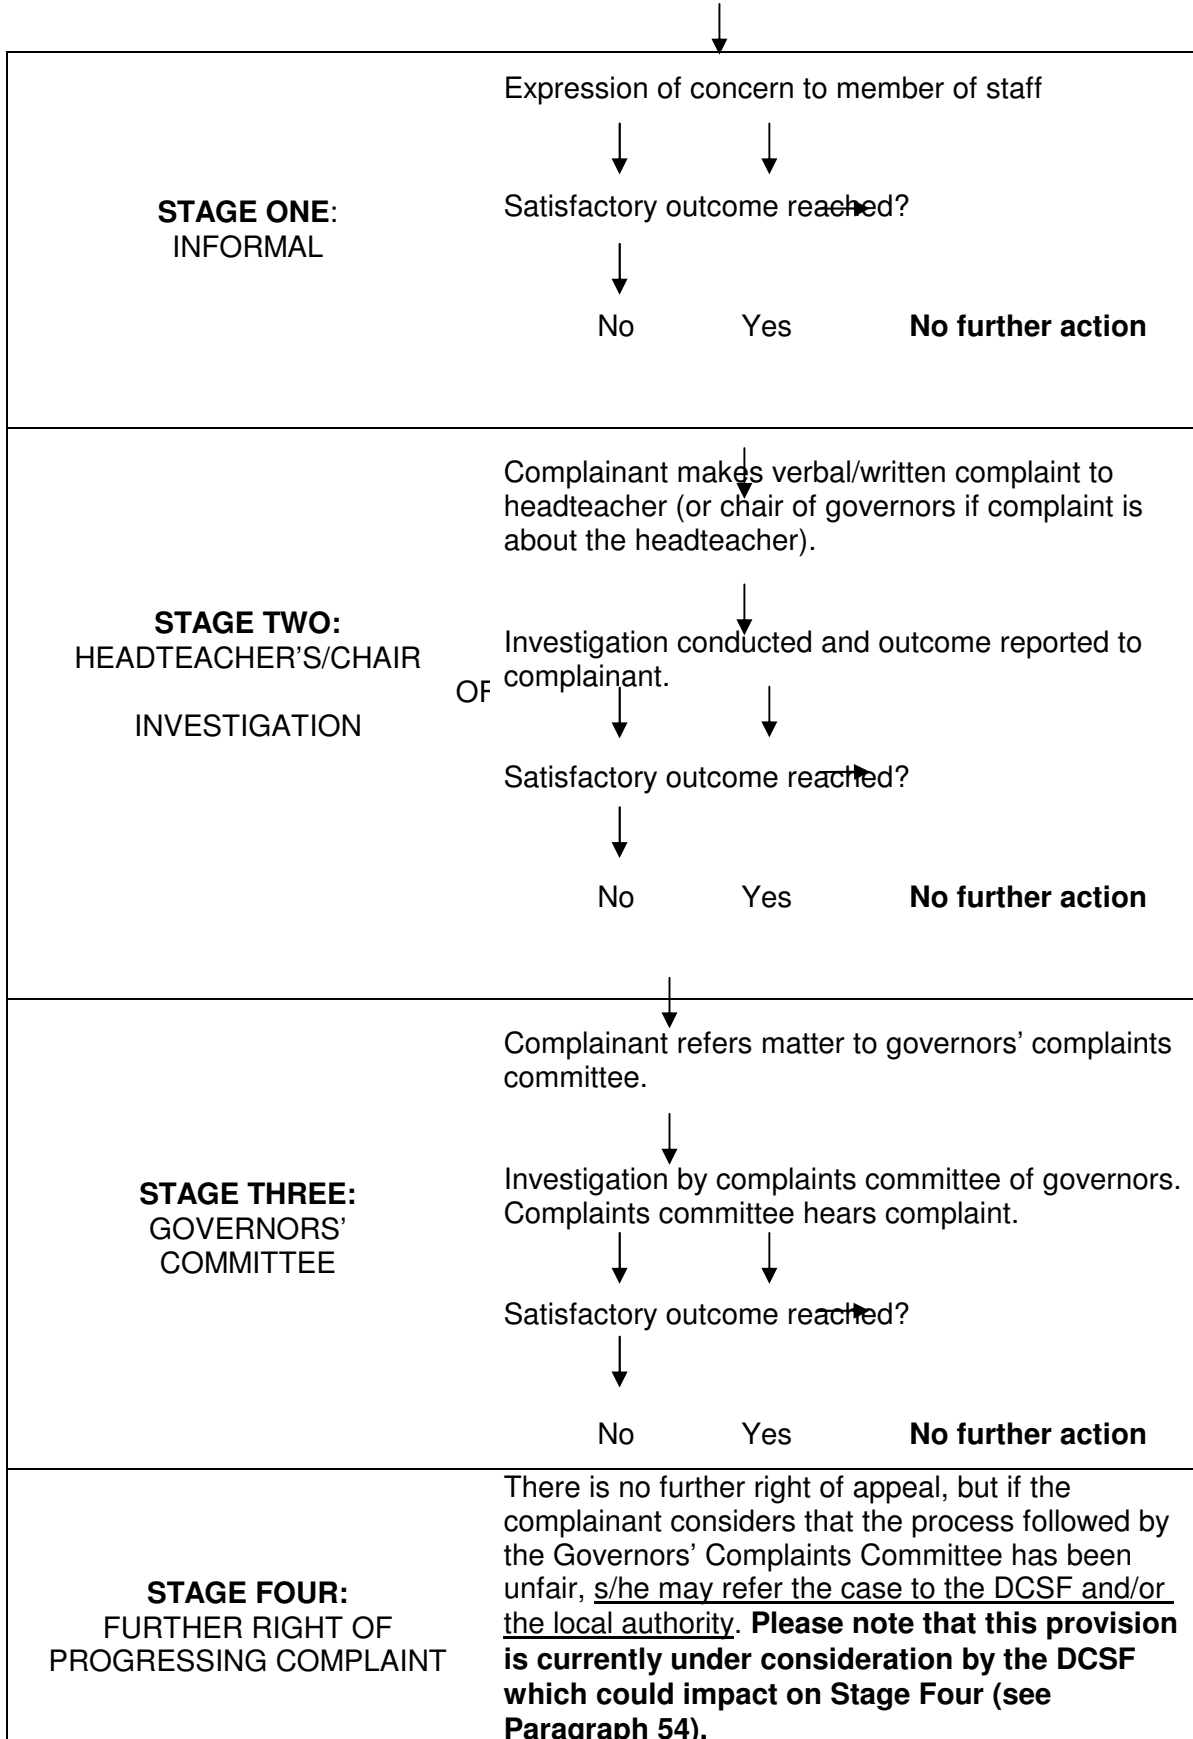 Expression of concern to member of staff
STAGE ONE:
INFORMAL
Satisfactory outcome reached?
No Yes No further action
Complainant makes verbal/written complaint to
headteacher (or chair of governors if complaint is
about the headteacher).
STAGE TWO:
HEADTEACHER'S/CHAIR
OF
INVESTIGATION
Investigation conducted and outcome reported to
complainant.
Satisfactory outcome reached?
No Yes No further action
Complainant refers matter to governors' complaints
committee.
STAGE THREE:
GOVERNORS'
COMMITTEE
Investigation by complaints committee of governors.
Complaints committee hears complaint.
Satisfactory outcome reached?
No Yes No further action
STAGE FOUR:
FURTHER RIGHT OF
PROGRESSING COMPLAINT
There is no further right of appeal, but if the
complainant considers that the process followed by
the Governors' Complaints Committee has been
unfair, s/he may refer the case to the DCSF and/or
the local authority. Please note that this provision
is currently under consideration by the DCSF
which could impact on Stage Four (see
Paragraph 54).